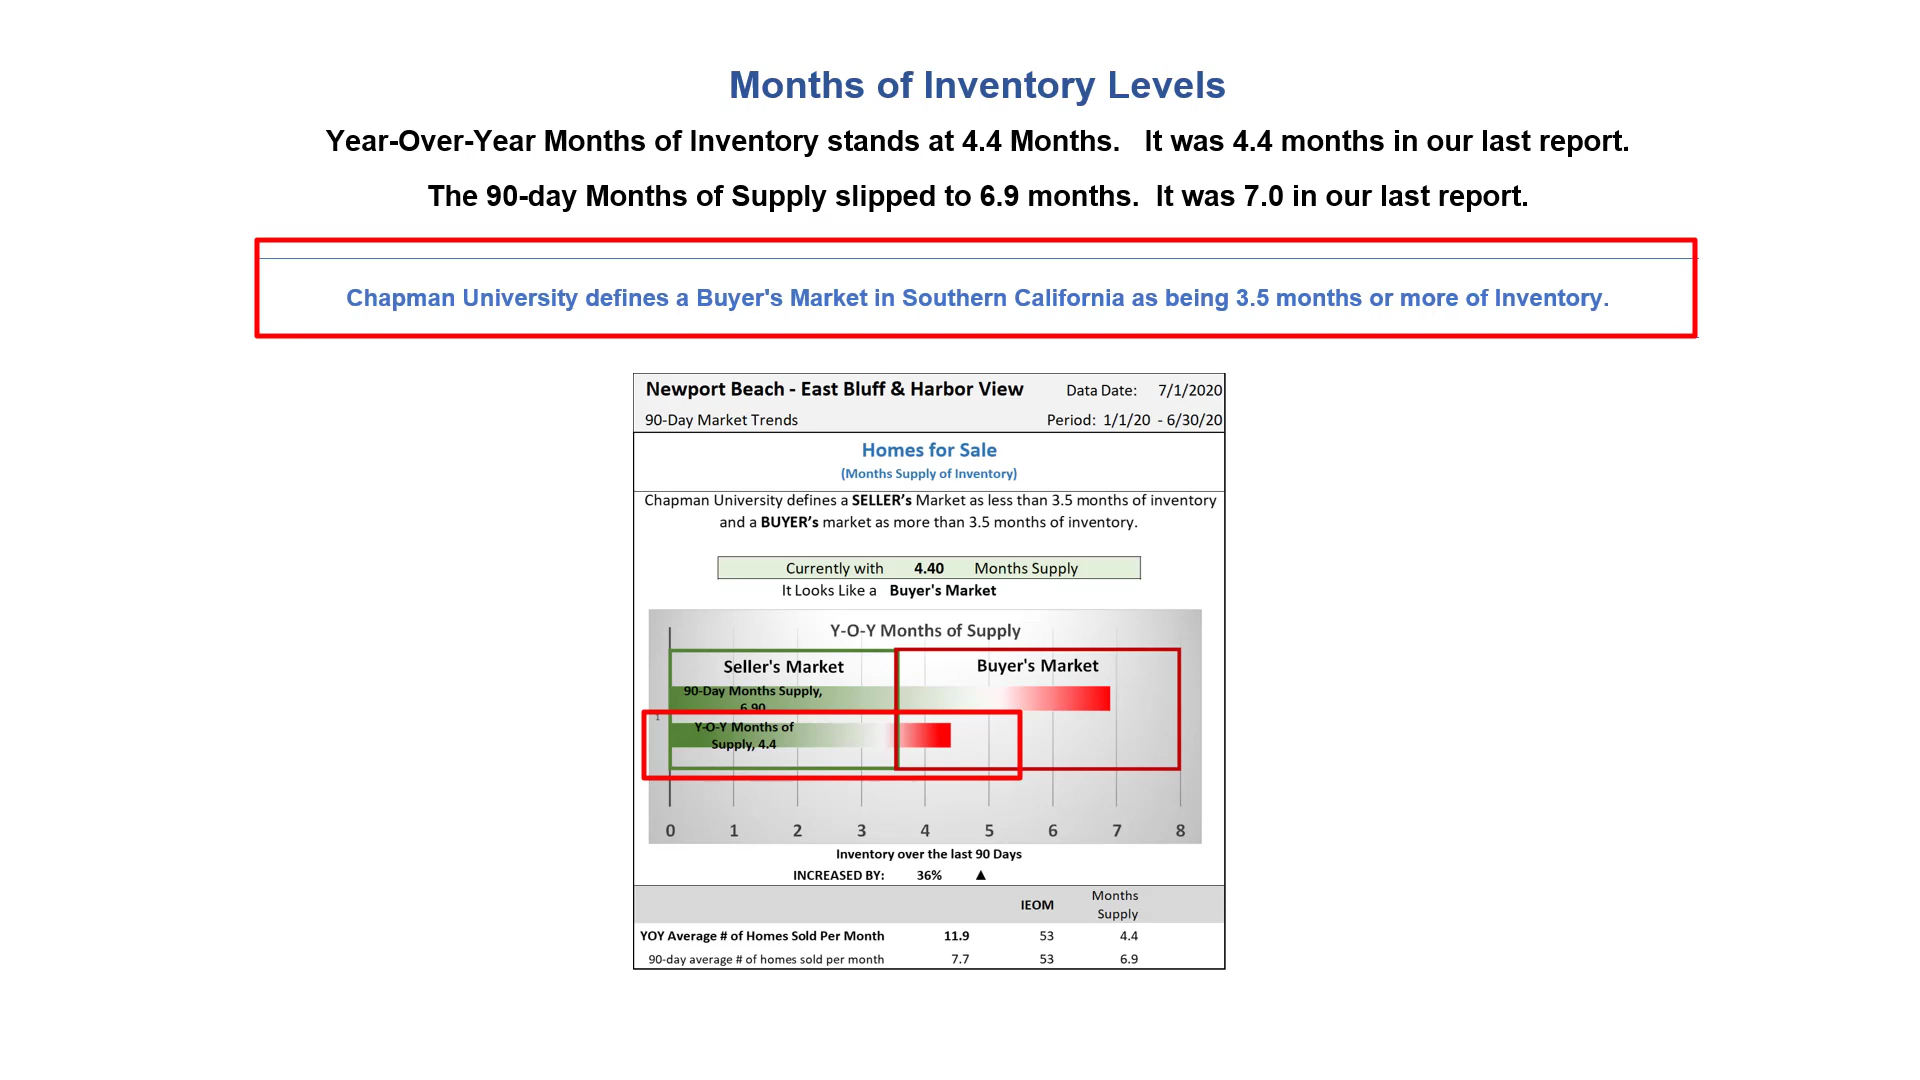 Months of Inventory Levels
Year-Over-Year Months of Inventory stands at 4.4 Months.   It was 4.4 months in our last report.
The 90-day Months of Supply slipped to 6.9 months.  It was 7.0 in our last report.
Chapman University defines a Buyer's Market in Southern California as being 3.5 months or more of Inventory.
Newport Beach - East Bluff & Harbor View Data Date: 7/1/2020
90-Day Market Trends Period: 1/1/20 - 6/30/20
Homes for Sale
(Months Supply of Inventory)
Chapman University defines a SELLER’s Market as less than 3.5 months of inventory
and a BUYER’s market as more than 3.5 months of inventory.
Currently with 4.40 Months Supply
It Looks Like a Buyer's Market
Y-O-Y Months of Supply
Seller's Market Buyer's Market
90-Day Months Supply,
6.90
1
Y-O-Y Months of
Supply, 4.4
0 1 2 3 4 5 6 7 8
Inventory over the last 90 Days
INCREASED BY: 36% ▲
IEOM Months
Supply
YOY Average # of Homes Sold Per Month 11.9 53 4.4
90-day average # of homes sold per month 7.7 53 6.9